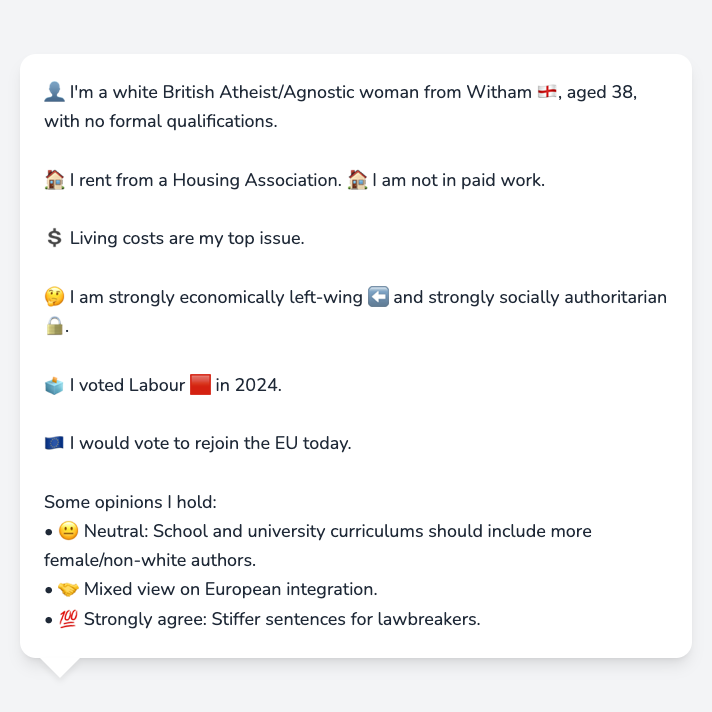 👤 I'm a white British Atheist/Agnostic woman from Witham 🏴󠁧󠁢󠁥󠁮󠁧󠁿, aged 38,
with no formal qualifications.
🏠 I rent from a Housing Association. 🏠 I am not in paid work.
💲 Living costs are my top issue.
🤔 I am strongly economically left-wing ⬅️ and strongly socially authoritarian
🔒.
🗳️ I voted Labour 🟥 in 2024.
🇪🇺 I would vote to rejoin the EU today.
Some opinions I hold:
• 😐 Neutral: School and university curriculums should include more
female/non-white authors.
• 🤝 Mixed view on European integration.
• 💯 Strongly agree: Stiffer sentences for lawbreakers.